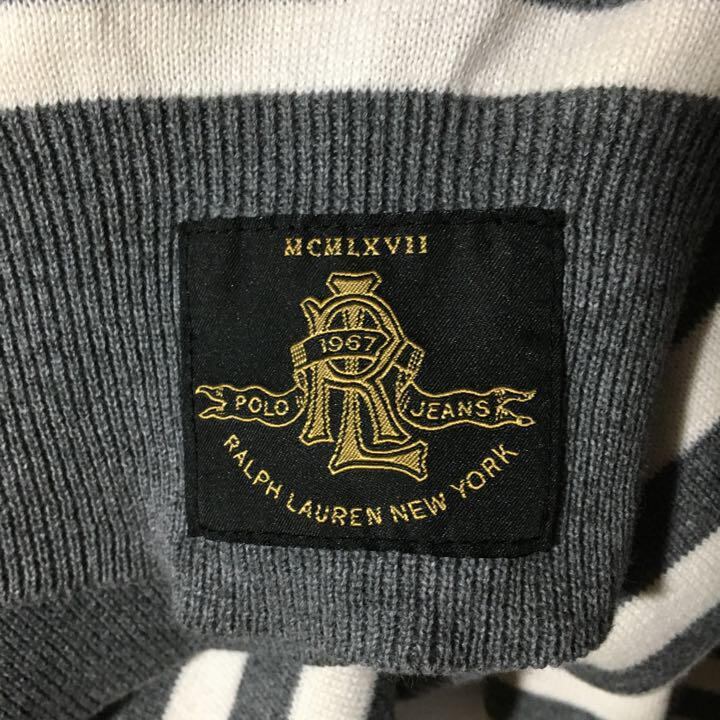 MCMLXVII
1967
POLO JEANS
RALPH LAUREN NEW YORK